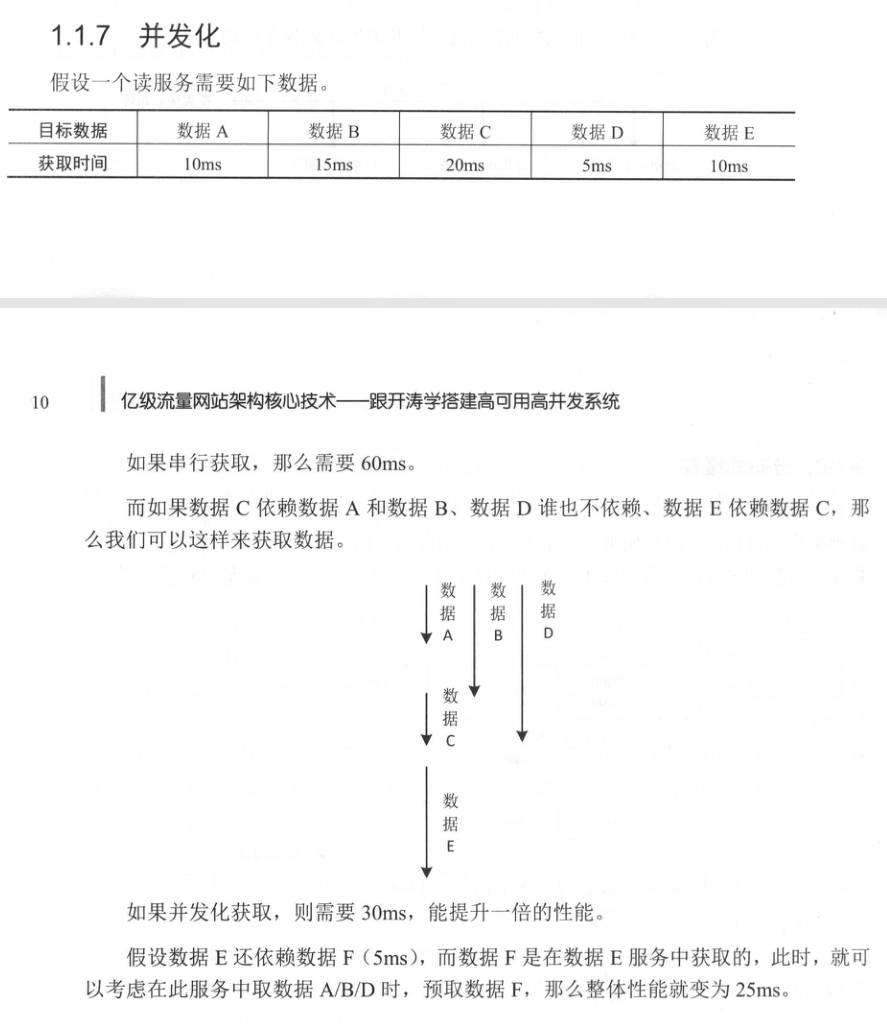 1.1.7 并发化
假设一个读服务需要如下数据。
目标数据 数据 A 数据 B 数据 C 数据 D 数据 E
获取时间 10ms 15ms 20ms 5ms 10ms
10 亿级流量网站架构核心技术——跟开涛学搭建高可用高并发系统
如果串行获取，那么需要 60ms。
而如果数据 C 依赖数据 A 和数据 B、数据 D 谁也不依赖、数据 E 依赖数据 C，那
么我们可以这样来获取数据。
数据A 数据B 数据D
数据C
数据E
如果并发化获取，则需要 30ms，能提升一倍的性能。
假设数据 E 还依赖数据 F（5ms），而数据 F 是在数据 E 服务中获取的，此时，就可
以考虑在此服务中取数据 A/B/D 时，预取数据 F，那么整体性能就变为 25ms。